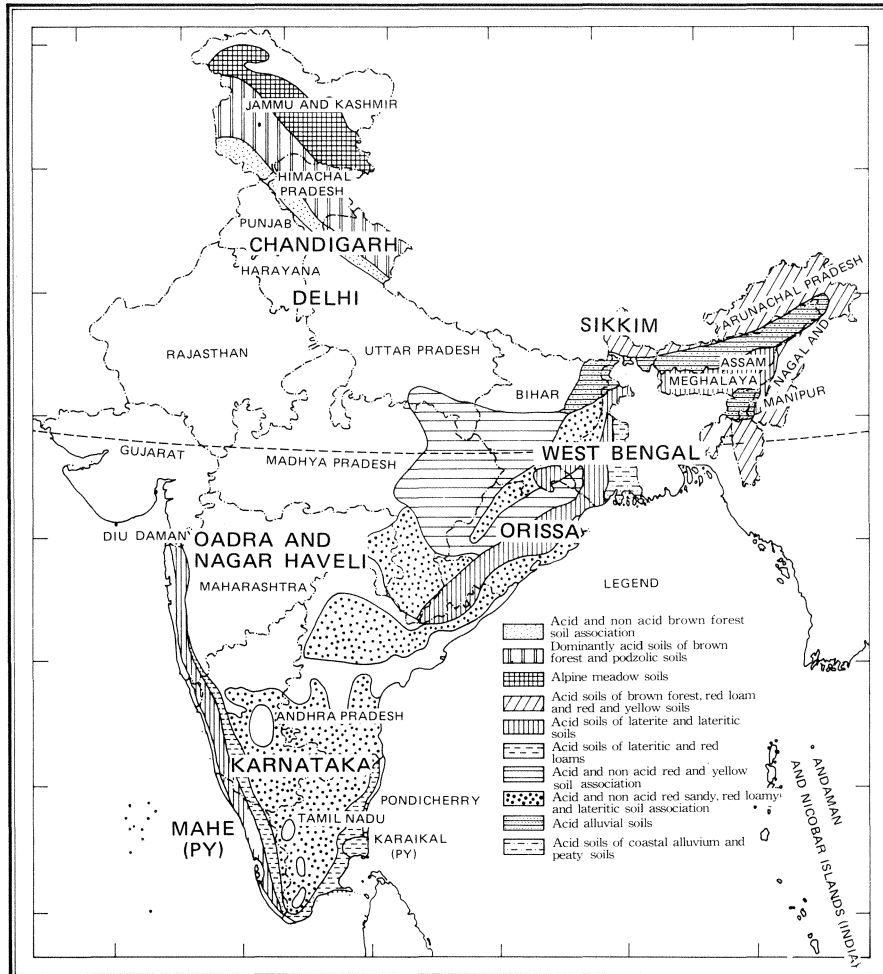 JAMMU AND KASHMIR
HIMACHAL
PRADESH
PUNJAB
CHANDIGARH
HARAYANA
DELHI
RAJASTHAN
UTTAR PRADESH
SIKKIM
ARUNACHAL PRADESH
ASSAM
NAGAL AND
MEGHALAYA
MANIPUR
BIHAR
GUJARAT
MADHYA PRADESH
WEST BENGAL
DIU DAMAN
OADRA AND
NAGAR HAVELI
ORISSA
MAHARASHTRA
ANDHRA PRADESH
KARNATAKA
PONDICHERRY
TAMIL NADU
MAHE
(PY)
KARAIKAL
(PY)
ANDAMAN
AND NICOBAR ISLANDS (INDIA)
LEGEND
Acid and non acid brown forest
soil association
Dominantly acid soils of brown
forest and podzolic soils
Alpine meadow soils
Acid soils of brown forest, red loam
and red and yellow soils
Acid soils of laterite and lateritic
soils
Acid soils of lateritic and red
loams
Acid and non acid red and yellow
soil association
Acid and non acid red sandy, red loamy
and lateritic soil association
Acid alluvial soils
Acid soils of coastal alluvium and
peaty soils